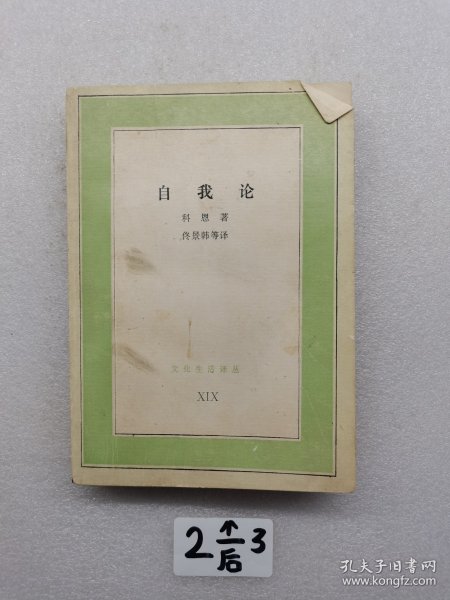 自我论
科恩著
佟景韩等译
文化生活译丛
XIX
2个后3
孔夫子旧书网
www.kongfz.com